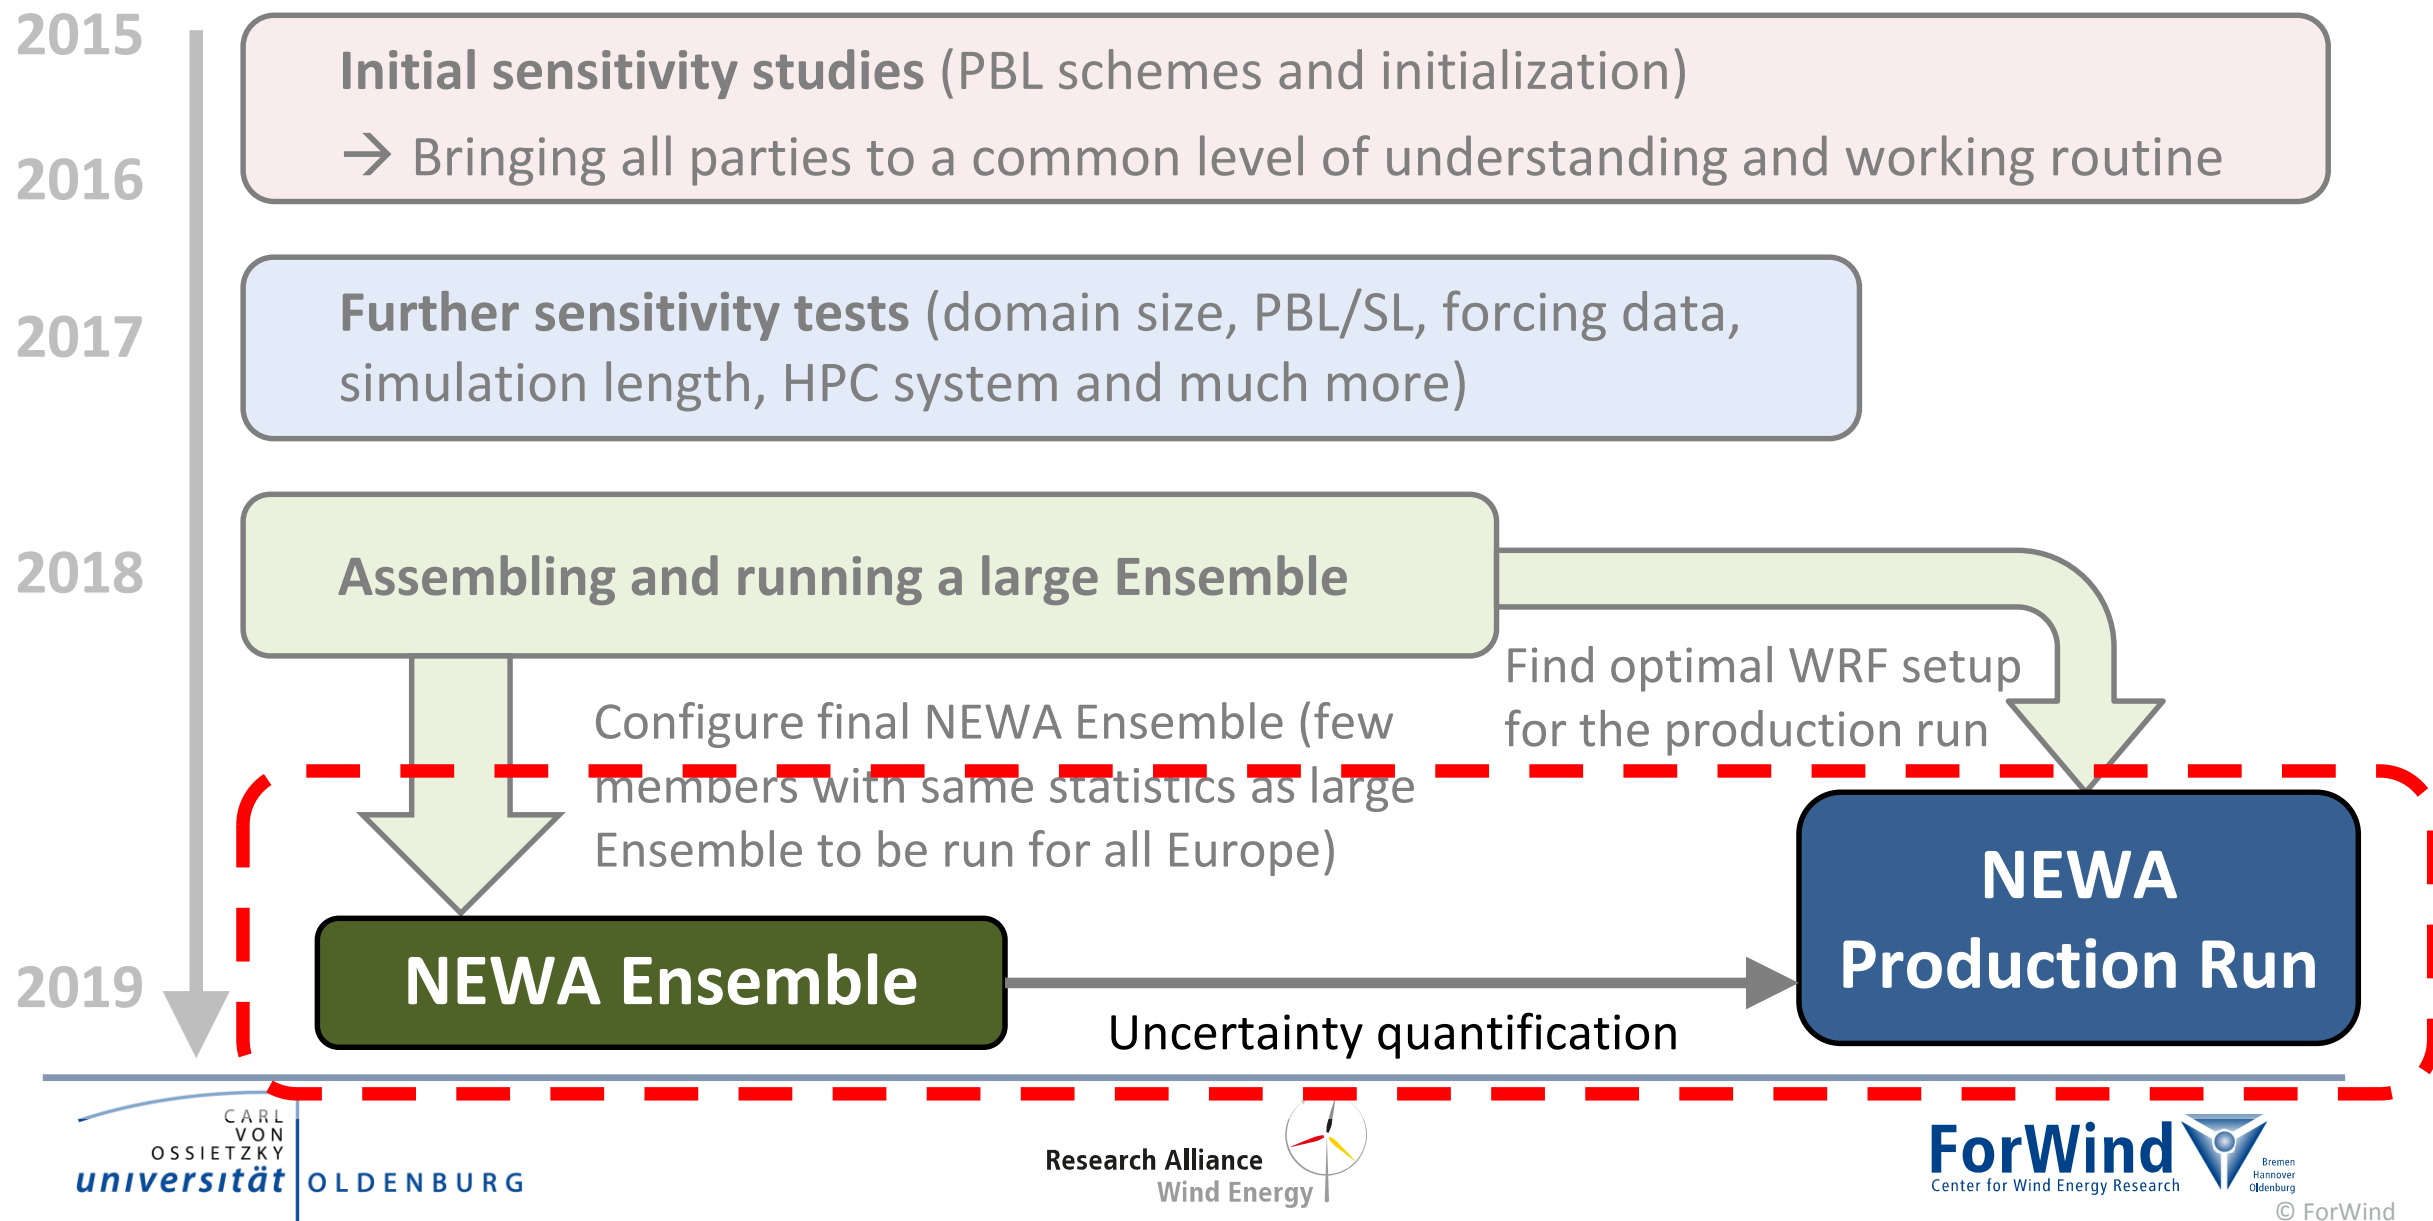 2015
Initial sensitivity studies (PBL schemes and initialization)
→ Bringing all parties to a common level of understanding and working routine
2016
Further sensitivity tests (domain size, PBL/SL, forcing data,
simulation length, HPC system and much more)
2017
2018
Assembling and running a large Ensemble
Find optimal WRF setup
for the production run
Configure final NEWA Ensemble (few
members with same statistics as large
Ensemble to be run for all Europe)
NEWA
Production Run
NEWA Ensemble
2019
Uncertainty quantification
CARL
VON
OSSIETZKY
universität OLDENBURG
Research Alliance
Wind Energy
ForWind
Center for Wind Energy Research
Bremen
Hannover
Oldenburg
© ForWind